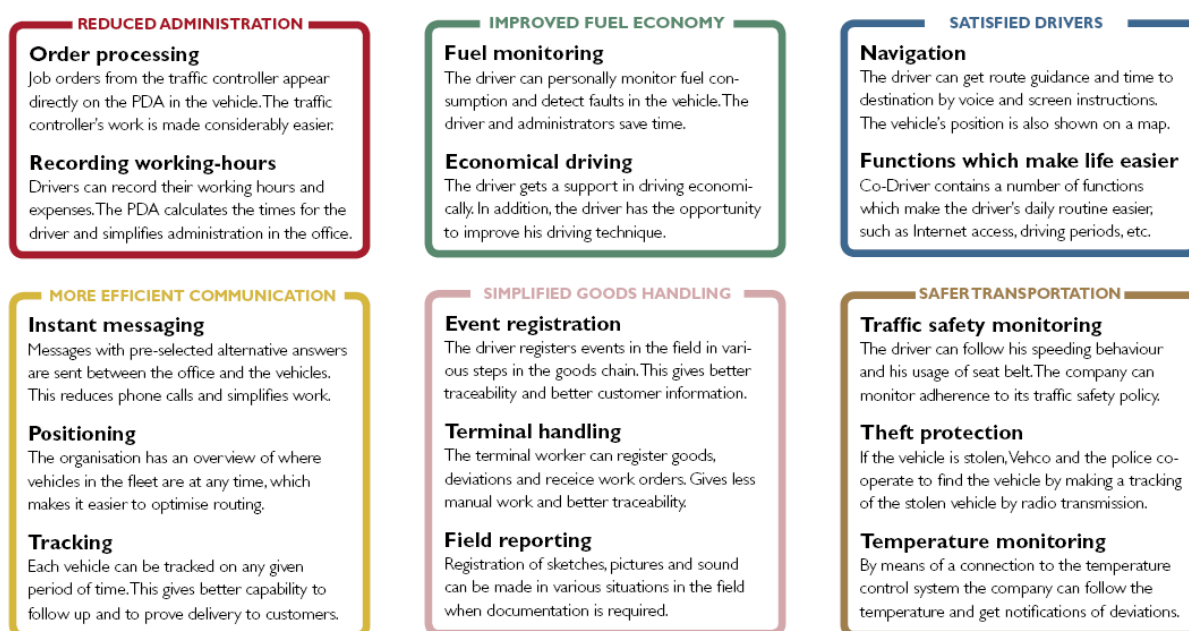 REDUCED ADMINISTRATION
Order processing
Job orders from the traffic controller appear
directly on the PDA in the vehicle. The traffic
controller's work is made considerably easier.
Recording working-hours
Drivers can record their working hours and
expenses. The PDA calculates the times for the
driver and simplifies administration in the office.
IMPROVED FUEL ECONOMY
Fuel monitoring
The driver can personally monitor fuel con-
sumption and detect faults in the vehicle. The
driver and administrators save time.
Economical driving
The driver gets a support in driving economi-
cally. In addition, the driver has the opportunity
to improve his driving technique.
SATISFIED DRIVERS
Navigation
The driver can get route guidance and time to
destination by voice and screen instructions.
The vehicle's position is also shown on a map.
Functions which make life easier
Co-Driver contains a number of functions
which make the driver's daily routine easier,
such as Internet access, driving periods, etc.
MORE EFFICIENT COMMUNICATION
Instant messaging
Messages with pre-selected alternative answers
are sent between the office and the vehicles.
This reduces phone calls and simplifies work.
Positioning
The organisation has an overview of where
vehicles in the fleet are at any time, which
makes it easier to optimise routing.
Tracking
Each vehicle can be tracked on any given
period of time. This gives better capability to
follow up and to prove delivery to customers.
SIMPLIFIED GOODS HANDLING
Event registration
The driver registers events in the field in vari-
ous steps in the goods chain. This gives better
traceability and better customer information.
Terminal handling
The terminal worker can register goods,
deviations and receice work orders. Gives less
manual work and better traceability.
Field reporting
Registration of sketches, pictures and sound
can be made in various situations in the field
when documentation is required.
SAFER TRANSPORTATION
Traffic safety monitoring
The driver can follow his speeding behaviour
and his usage of seat belt. The company can
monitor adherence to its traffic safety policy.
Theft protection
If the vehicle is stolen, Vehco and the police co-
operate to find the vehicle by making a tracking
of the stolen vehicle by radio transmission.
Temperature monitoring
By means of a connection to the temperature
control system the company can follow the
temperature and get notifications of deviations.